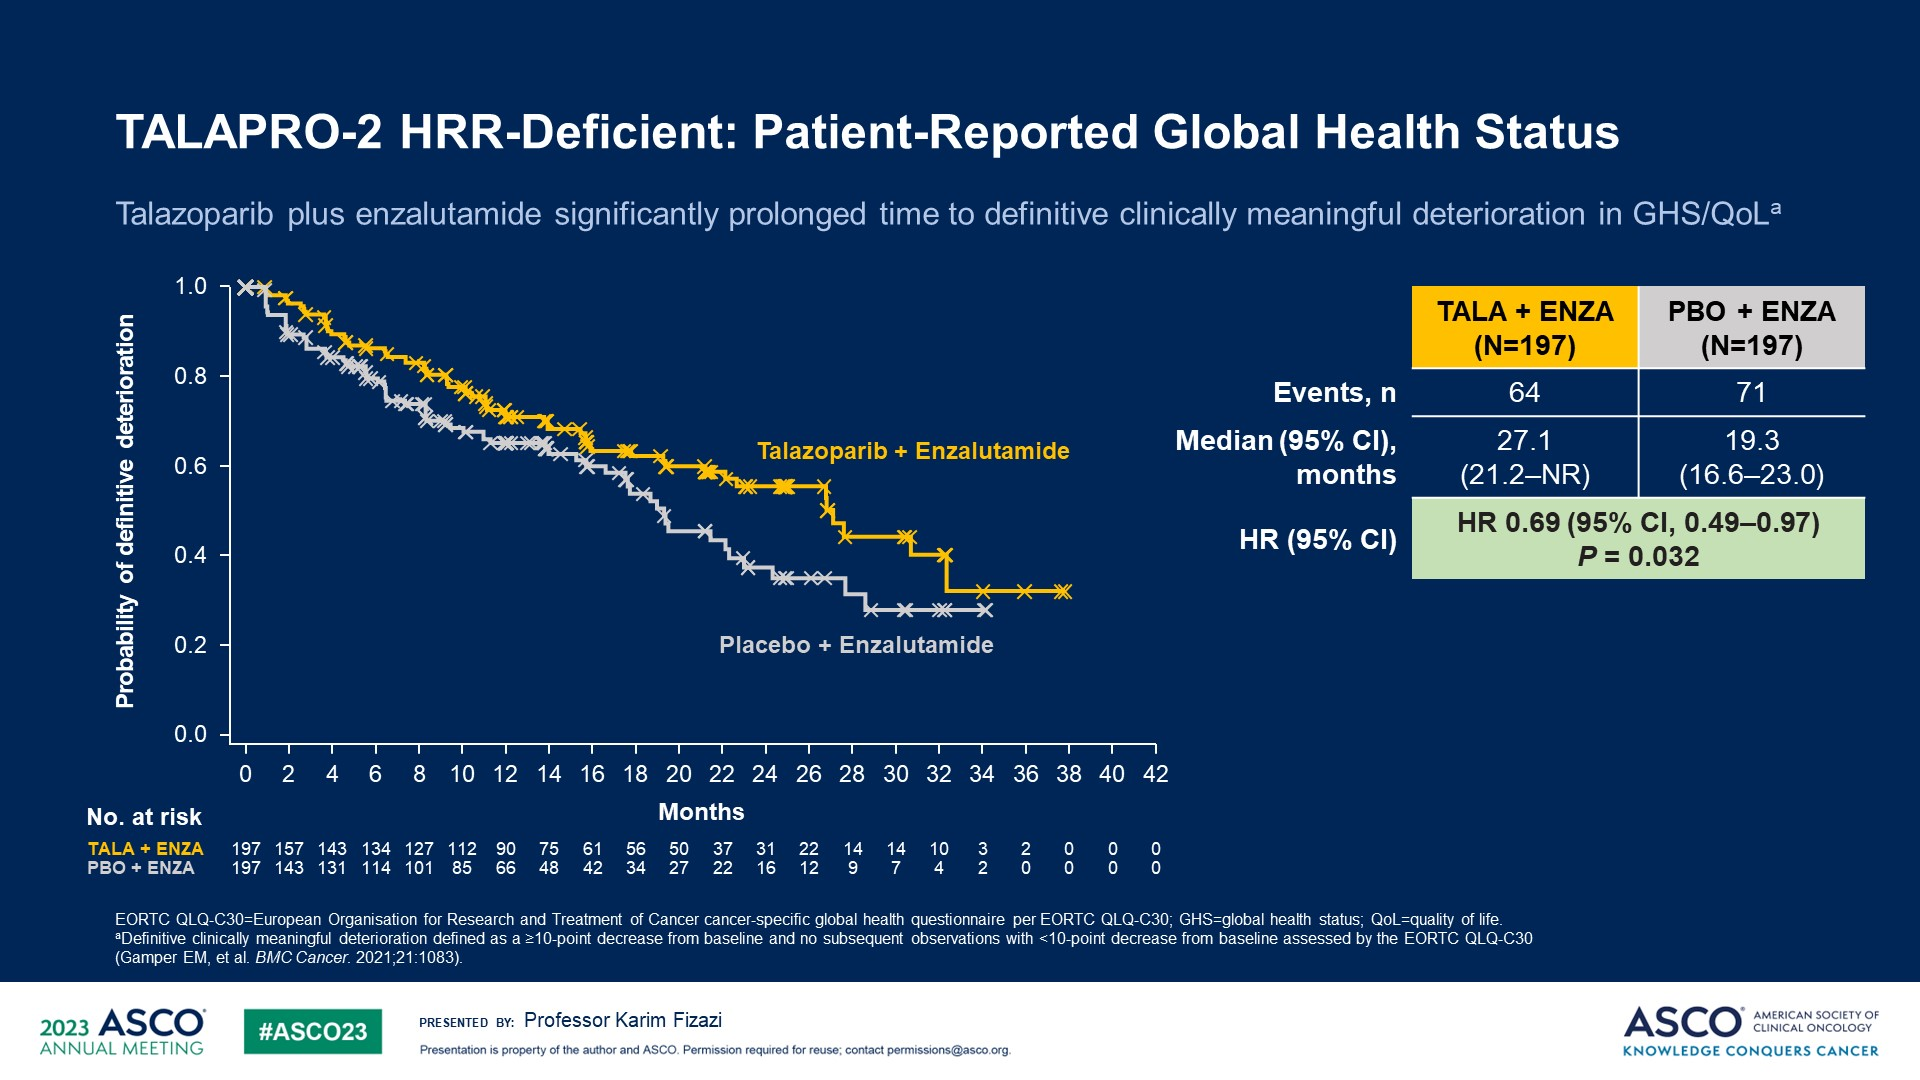 TALAPRO-2 HRR-Deficient: Patient-Reported Global Health Status
Talazoparib plus enzalutamide significantly prolonged time to definitive clinically meaningful deterioration in GHS/QoLᵃ
Probability of definitive deterioration
1.0
0.8
0.6
0.4
0.2
0.0
Talazoparib + Enzalutamide
Placebo + Enzalutamide
0 2 4 6 8 10 12 14 16 18 20 22 24 26 28 30 32 34 36 38 40 42
Months
No. at risk
TALA + ENZA 197 157 143 134 127 112 90 75 61 56 50 37 31 22 14 14 10 3 2 0 0 0
PBO + ENZA 197 143 131 114 101 85 66 48 42 34 27 22 16 12 9 7 4 2 0 0 0 0
TALA + ENZA PBO + ENZA
(N=197) (N=197)
Events, n 64 71
Median (95% CI), 27.1 19.3
months (21.2–NR) (16.6–23.0)
HR (95% CI) HR 0.69 (95% CI, 0.49–0.97)
P = 0.032
EORTC QLQ-C30=European Organisation for Research and Treatment of Cancer cancer-specific global health questionnaire per EORTC QLQ-C30; GHS=global health status; QoL=quality of life.
ᵃDefinitive clinically meaningful deterioration defined as a ≥10-point decrease from baseline and no subsequent observations with <10-point decrease from baseline assessed by the EORTC QLQ-C30
(Gamper EM, et al. BMC Cancer. 2021;21:1083).
2023 ASCO®
ANNUAL MEETING
#ASCO23
PRESENTED BY: Professor Karim Fizazi
Presentation is property of the author and ASCO. Permission required for reuse; contact permissions@asco.org.
ASCO® AMERICAN SOCIETY OF
CLINICAL ONCOLOGY
KNOWLEDGE CONQUERS CANCER